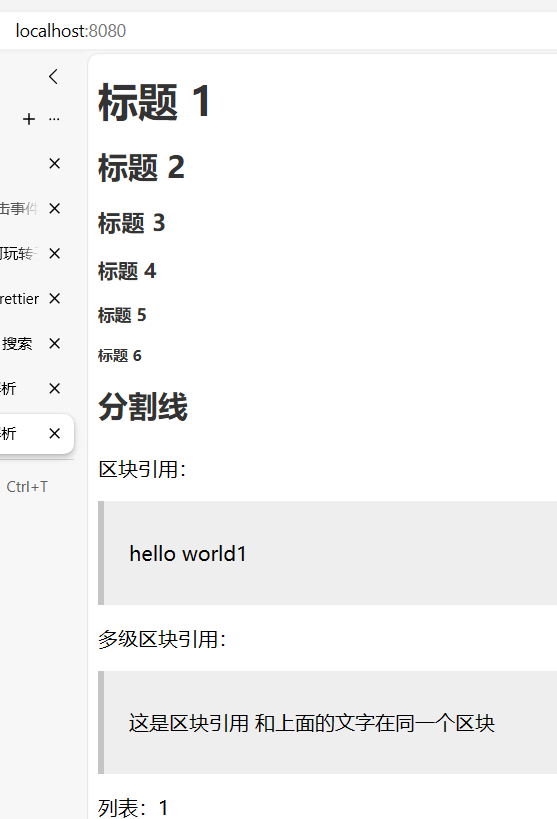 localhost:8080
标题 1
标题 2
击事件
标题 3
可玩转
标题 4
rettier
标题 5
搜索
标题 6
析
分割线
析
区块引用：
Ctrl+T
hello world1
多级区块引用：
这是区块引用 和上面的文字在同一个区块
列表：1